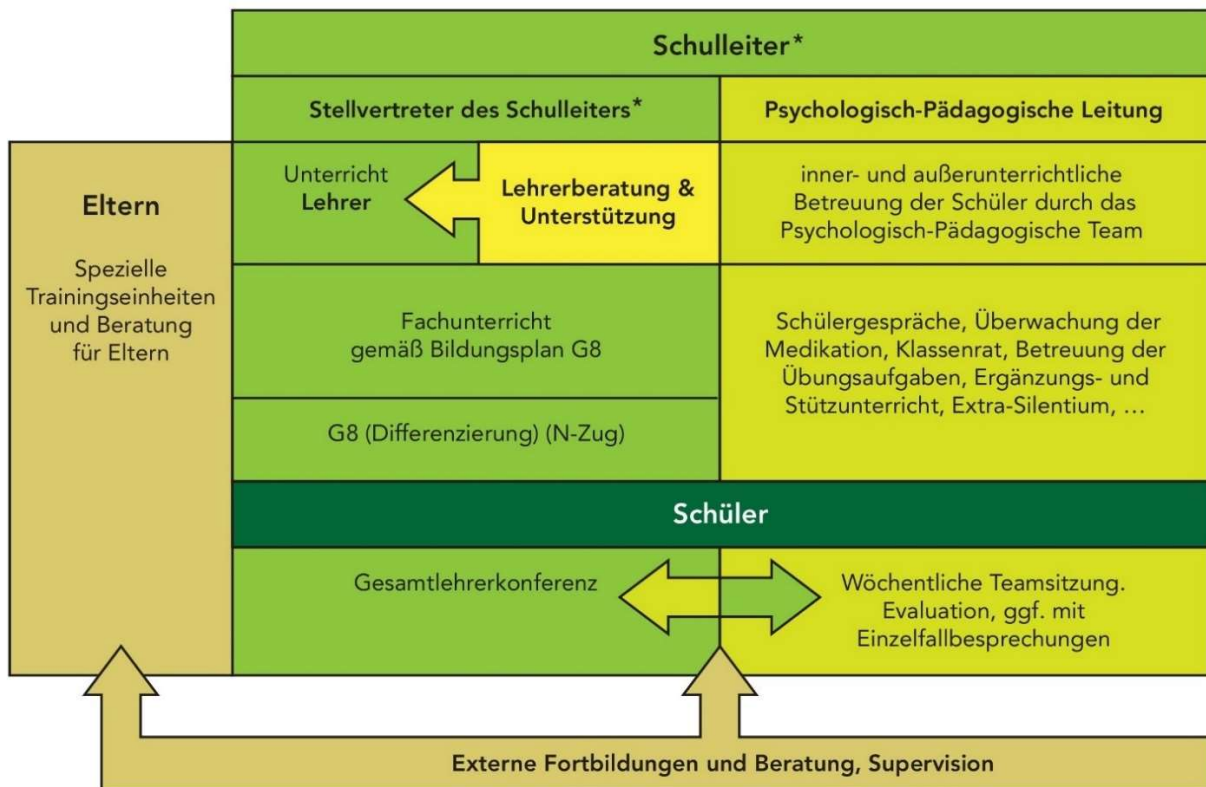 Schulleiter*
Stellvertreter des Schulleiters*
Psychologisch-Pädagogische Leitung
Eltern
Spezielle
Trainingseinheiten
und Beratung
für Eltern
Unterricht
Lehrer
Lehrerberatung &
Unterstützung
inner- und außerunterrichtliche
Betreuung der Schüler durch das
Psychologisch-Pädagogische Team
Fachunterricht
gemäß Bildungsplan G8
G8 (Differenzierung) (N-Zug)
Schülergespräche, Überwachung der
Medikation, Klassenrat, Betreuung der
Übungsaufgaben, Ergänzungs- und
Stützunterricht, Extra-Silentium, …
Schüler
Gesamtlehrerkonferenz
Wöchentliche Teamsitzung.
Evaluation, ggf. mit
Einzelfallbesprechungen
Externe Fortbildungen und Beratung, Supervision